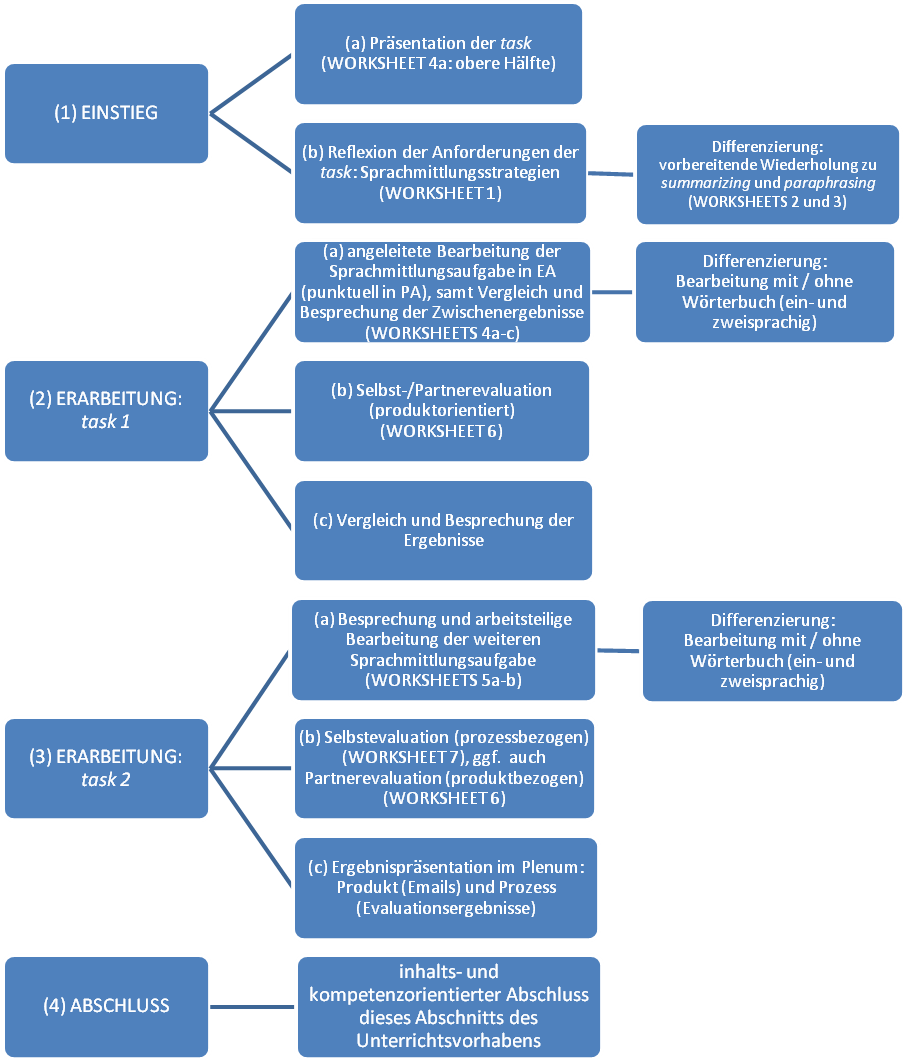 (1) EINSTIEG
(a) Präsentation der task
(WORKSHEET 4a: obere Hälfte)
(b) Reflexion der Anforderungen der
task: Sprachmittlungsstrategien
(WORKSHEET 1)
Differenzierung:
vorbereitende Wiederholung zu
summarizing und paraphrasing
(WORKSHEETS 2 und 3)
(2) ERARBEITUNG:
task 1
(a) angeleitete Bearbeitung der
Sprachmittlungsaufgabe in EA
(punktuell in PA), samt Vergleich und
Besprechung der Zwischenergebnisse
(WORKSHEETS 4a-c)
Differenzierung:
Bearbeitung mit / ohne
Wörterbuch (ein- und
zweisprachig)
(b) Selbst-/Partnerevaluation
(produktorientiert)
(WORKSHEET 6)
(c) Vergleich und Besprechung der
Ergebnisse
(3) ERARBEITUNG:
task 2
(a) Besprechung und arbeitsteilige
Bearbeitung der weiteren
Sprachmittlungsaufgabe
(WORKSHEETS 5a-b)
Differenzierung:
Bearbeitung mit / ohne
Wörterbuch (ein- und
zweisprachig)
(b) Selbstevaluation (prozessbezogen)
(WORKSHEET 7), ggf. auch
Partnerevaluation (produktbezogen)
(WORKSHEET 6)
(c) Ergebnispräsentation im Plenum:
Produkt (Emails) und Prozess
(Evaluationsergebnisse)
(4) ABSCHLUSS
inhalts- und
kompetenzorientierter Abschluss
dieses Abschnitts des
Unterrichtsvorhabens